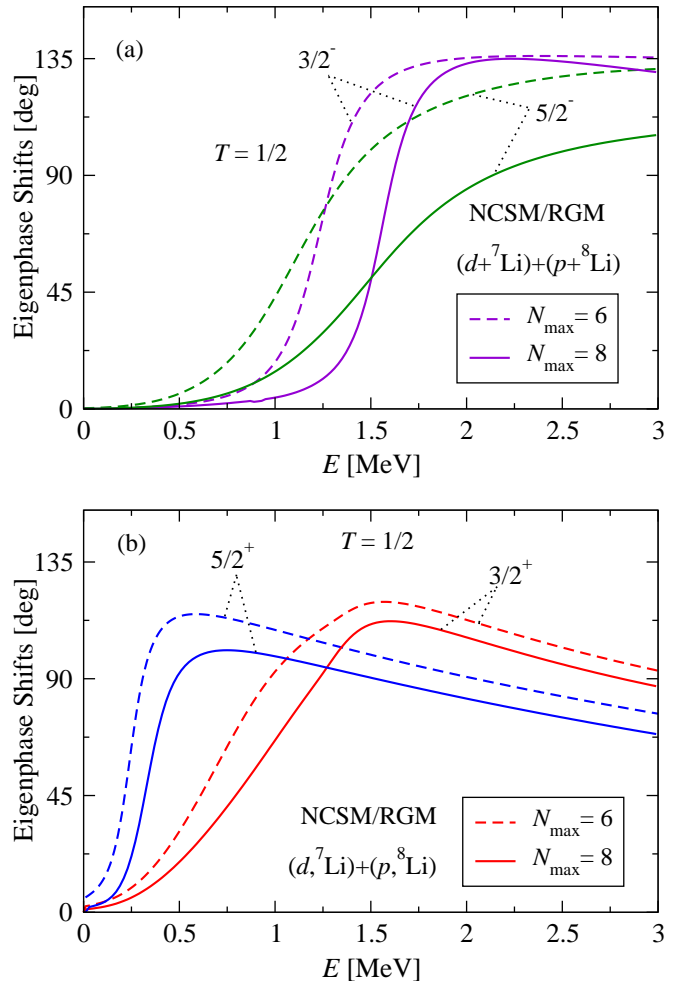 (a)
3/2-
5/2-
T = 1/2
NCSM/RGM
(d+7Li)+(p+8Li)
Nmax= 6
Nmax= 8
135
90
45
0
Eigenphase Shifts [deg]
0 0.5 1 1.5 2 2.5 3
E [MeV]
(b)
T = 1/2
5/2+
3/2+
NCSM/RGM
(d,7Li)+(p,8Li)
Nmax= 6
Nmax= 8
135
90
45
0
Eigenphase Shifts [deg]
0 0.5 1 1.5 2 2.5 3
E [MeV]